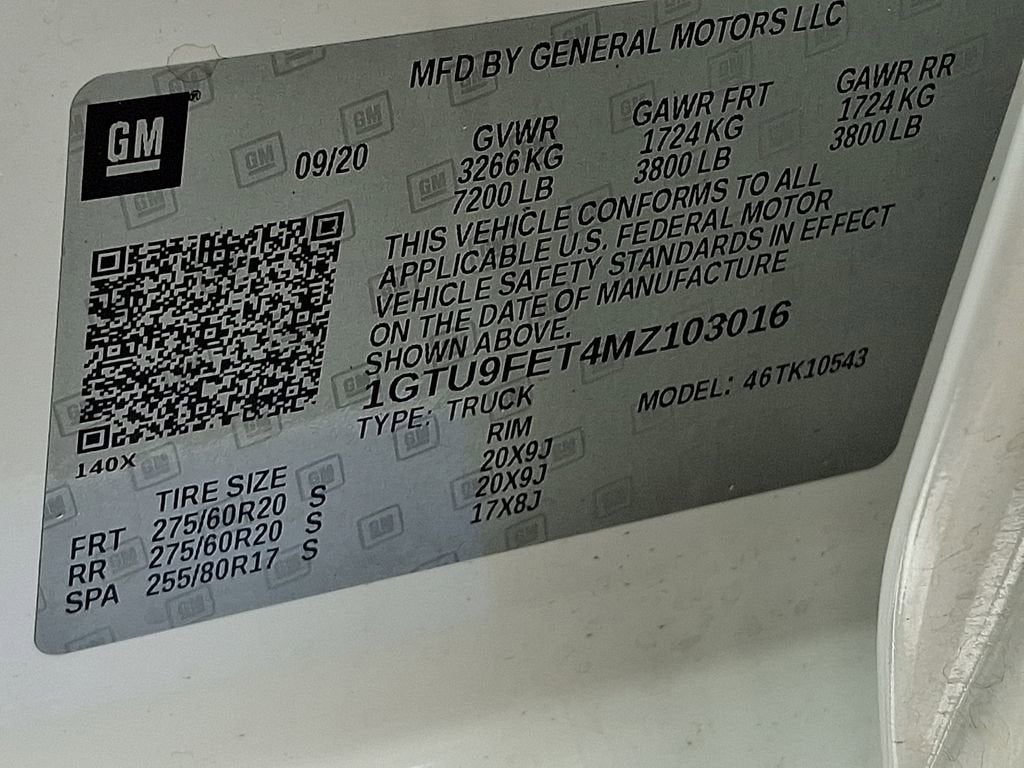 MFD BY GENERAL MOTORS LLC
GM®
09/20
GVWR GAWR FRT GAWR RR
3266 KG 1724 KG 1724 KG
7200 LB 3800 LB 3800 LB
THIS VEHICLE CONFORMS TO ALL
APPLICABLE U.S. FEDERAL MOTOR
VEHICLE SAFETY STANDARDS IN EFFECT
ON THE DATE OF MANUFACTURE
SHOWN ABOVE.
1GTU9FET4MZ103016
TYPE: TRUCK MODEL: 46TK10543
140X
TIRE SIZE RIM
FRT 275/60R20 S 20X9J
RR 275/60R20 S 20X9J
SPA 255/80R17 S 17X8J